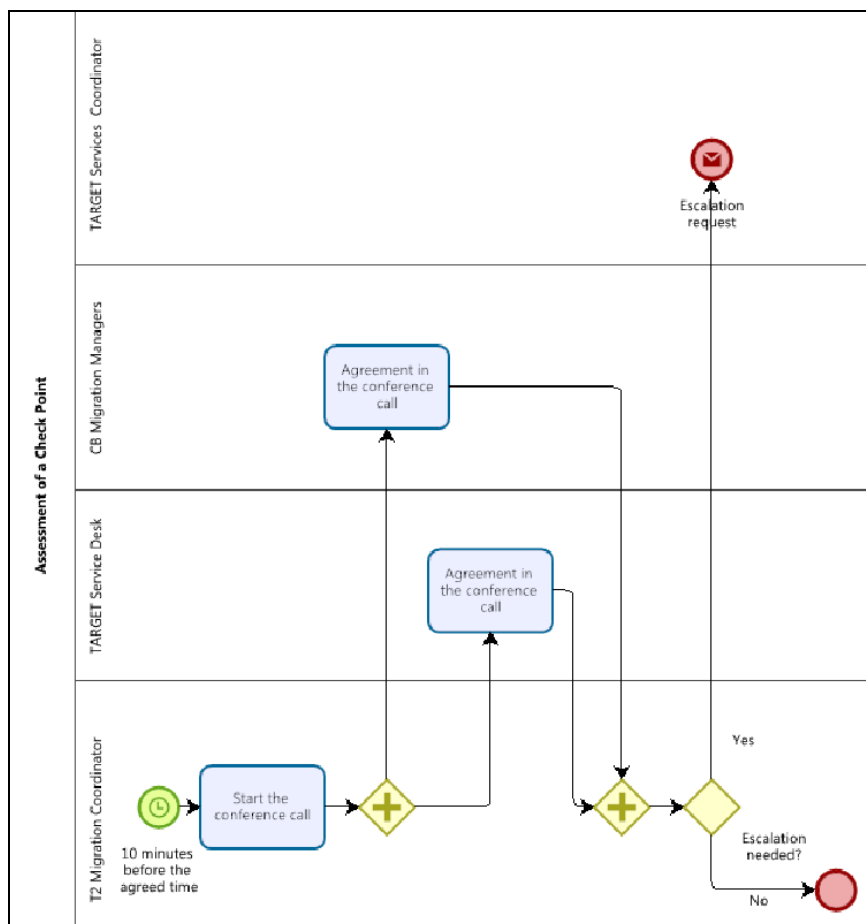 Assessment of a Check Point
TARGET Services Coordinator
Escalation
request
CB Migration Managers
Agreement in
the conference
call
TARGET Service Desk
Agreement in
the conference
call
T2 Migration Coordinator
10 minutes
before the
agreed time
Start the
conference call
Yes
Escalation
needed?
No